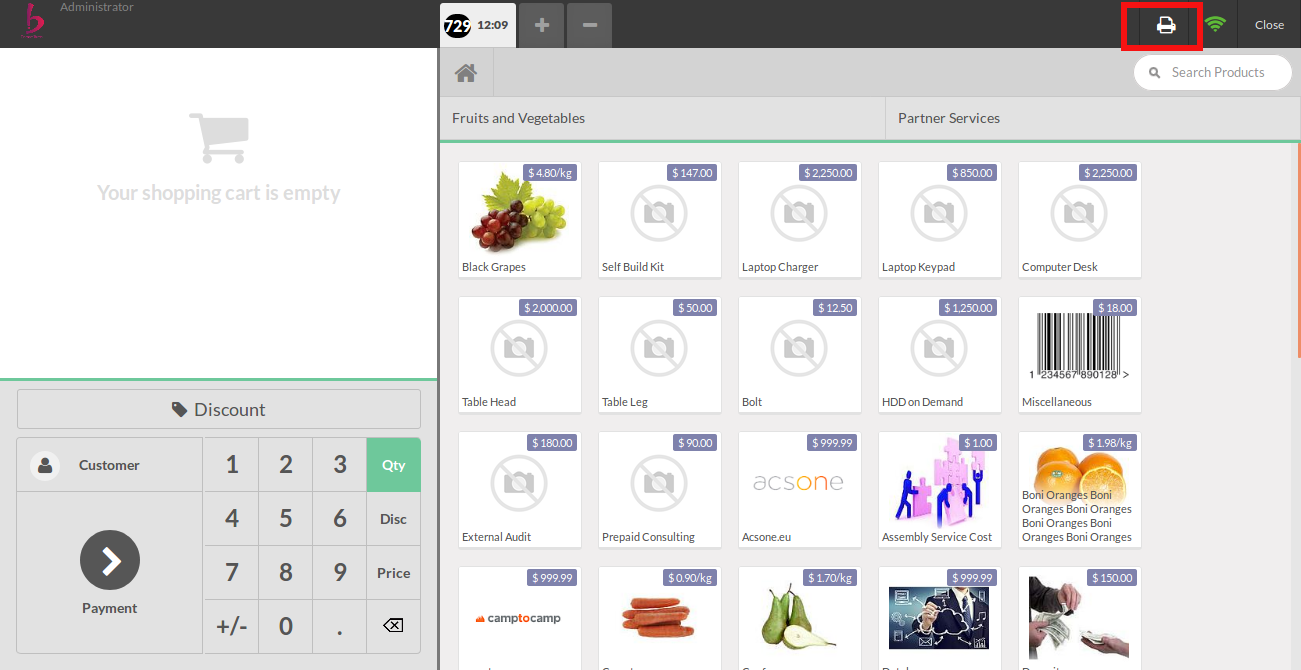 Administrator
729 12:09
Close
Search Products
Fruits and Vegetables
Partner Services
Your shopping cart is empty
$ 4.80/kg
Black Grapes
$ 147.00
Self Build Kit
$ 2,250.00
Laptop Charger
$ 850.00
Laptop Keypad
$ 2,250.00
Computer Desk
$ 2,000.00
Table Head
$ 50.00
Table Leg
$ 12.50
Bolt
$ 1,250.00
HDD on Demand
$ 18.00
1 234567 890128 >
Miscellaneous
$ 180.00
External Audit
$ 90.00
Prepaid Consulting
$ 999.99
acsone
Acsone.eu
$ 1.00
Assembly Service Cost
$ 1.98/kg
Boni Oranges Boni
Oranges Boni Oranges
Boni Oranges Boni
Oranges Boni Oranges
$ 999.99
camptocamp
$ 0.90/kg
$ 1.70/kg
$ 999.99
$ 150.00
Discount
Customer
1 2 3 Qty
4 5 6 Disc
7 8 9 Price
Payment
+/- 0 .